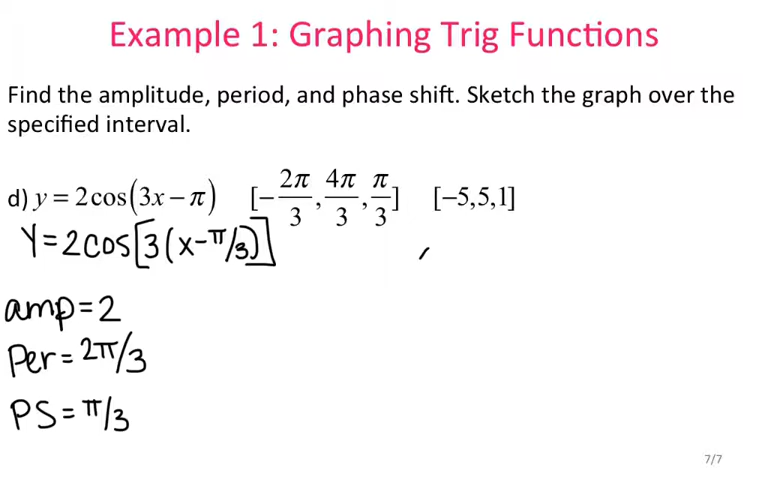 Example 1: Graphing Trig Functions
Find the amplitude, period, and phase shift. Sketch the graph over the
specified interval.
d) y = 2cos(3x − π) [−2π/3, 4π/3, π/3] [-5,5,1]
Y=2cos[3(x-π/3)]
amp=2
Per=2π/3
PS=π/3
7/7